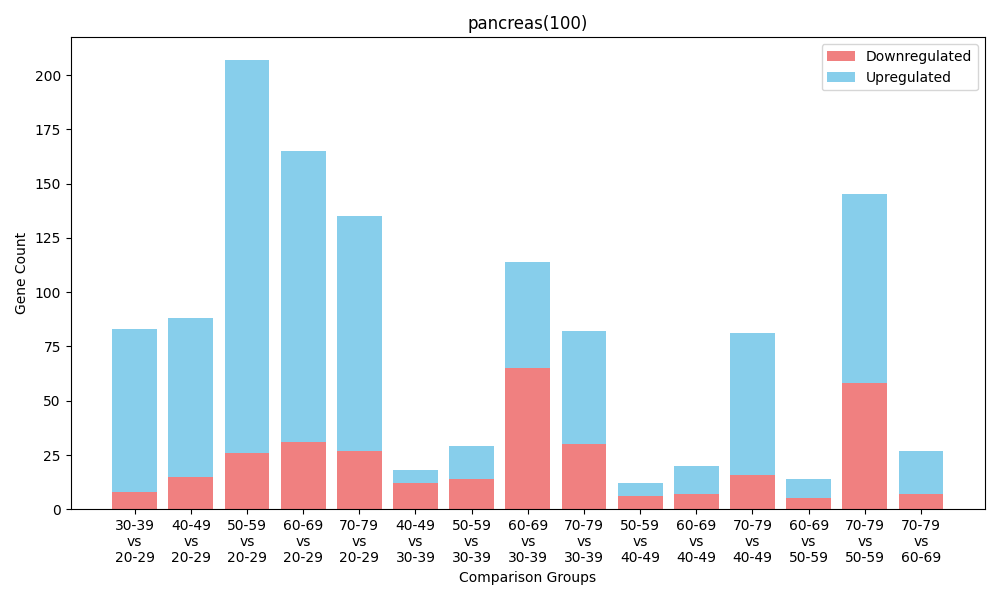 pancreas(100)
Downregulated
Upregulated
Gene Count
200
175
150
125
100
75
50
25
0
30-39 40-49 50-59 60-69 70-79 40-49 50-59 60-69 70-79 50-59 60-69 70-79 60-69 70-79 70-79
vs vs vs vs vs vs vs vs vs vs vs vs vs vs vs
20-29 20-29 20-29 20-29 20-29 30-39 30-39 30-39 30-39 40-49 40-49 40-49 50-59 50-59 60-69
Comparison Groups